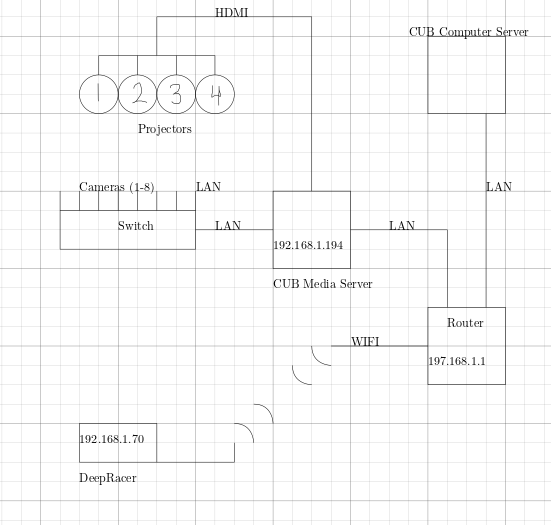 HDMI
CUB Computer Server
1 2 3 4
Projectors
Cameras (1-8) LAN
LAN
Switch LAN LAN
192.168.1.194
CUB Media Server
Router
WIFI
197.168.1.1
192.168.1.70
DeepRacer